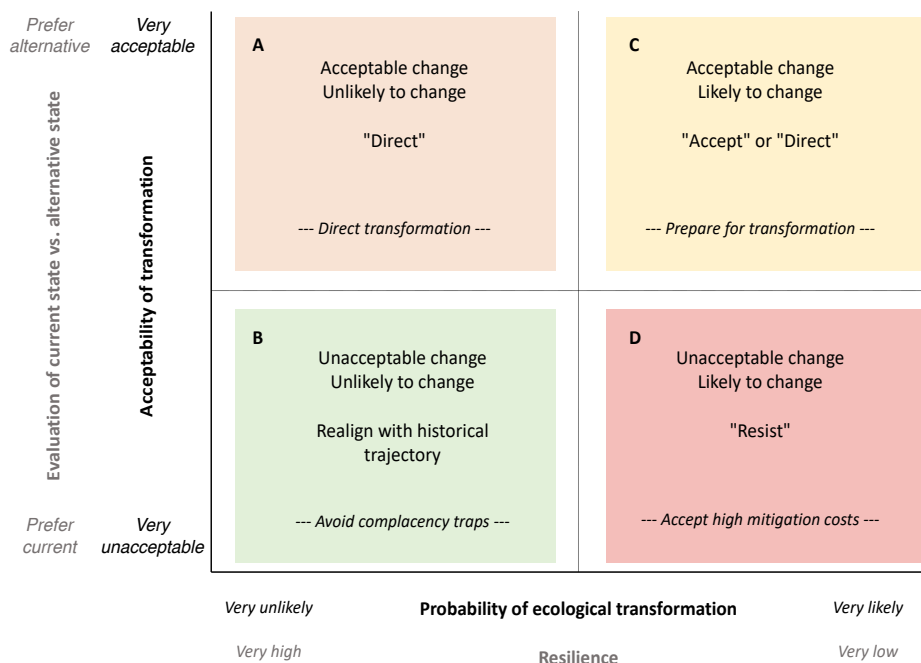 Prefer
alternative
Very
acceptable
Evaluation of current state vs. alternative state
Acceptability of transformation
Prefer
current
Very
unacceptable
A
Acceptable change
Unlikely to change
"Direct"
--- Direct transformation ---
C
Acceptable change
Likely to change
"Accept" or "Direct"
--- Prepare for transformation ---
B
Unacceptable change
Unlikely to change
Realign with historical
trajectory
--- Avoid complacency traps ---
D
Unacceptable change
Likely to change
"Resist"
--- Accept high mitigation costs ---
Very unlikely
Probability of ecological transformation
Very likely
Very high
Resilience
Very low